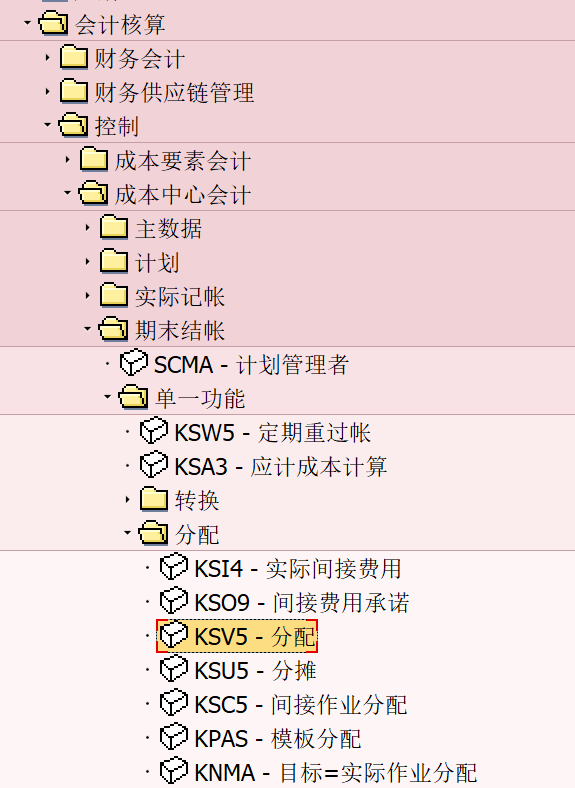 会计核算
财务会计
财务供应链管理
控制
成本要素会计
成本中心会计
主数据
计划
实际记帐
期末结帐
SCMA - 计划管理者
单一功能
KSW5 - 定期重过帐
KSA3 - 应计成本计算
转换
分配
KSI4 - 实际间接费用
KSO9 - 间接费用承诺
KSV5 - 分配
KSU5 - 分摊
KSC5 - 间接作业分配
KPAS - 模板分配
KNMA - 目标=实际作业分配